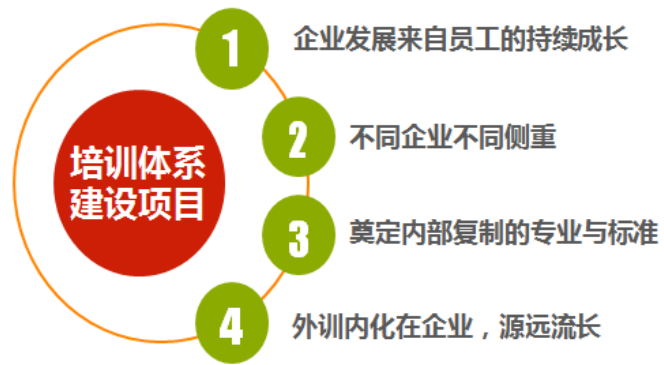 培训体系
建设项目
1
企业发展来自员工的持续成长
2
不同企业不同侧重
3
奠定内部复制的专业与标准
4
外训内化在企业，源远流长